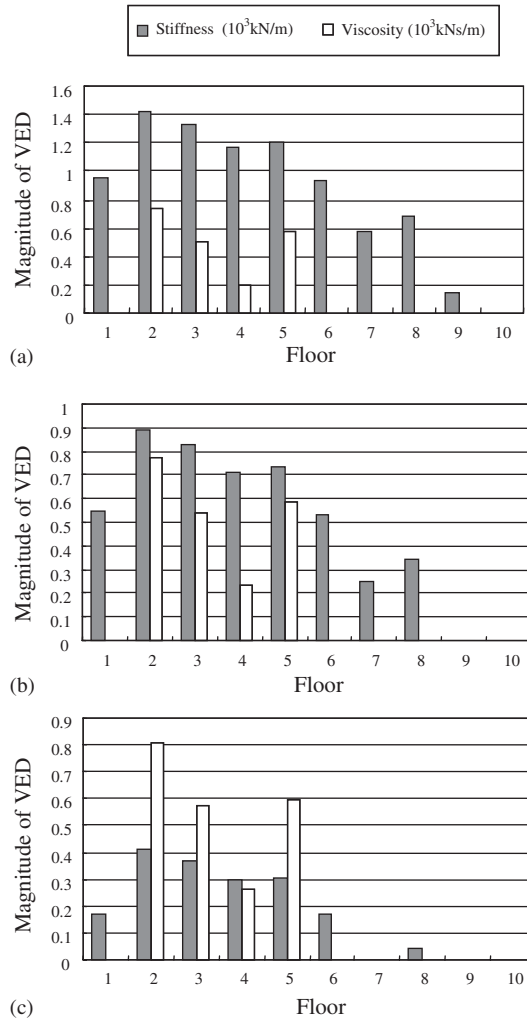 Stiffness (10³kN/m) Viscosity (10³kNs/m)
Magnitude of VED
1.6
1.4
1.2
1
0.8
0.6
0.4
0.2
0
1 2 3 4 5 6 7 8 9 10
(a)
Floor
Magnitude of VED
1
0.9
0.8
0.7
0.6
0.5
0.4
0.3
0.2
0.1
0
1 2 3 4 5 6 7 8 9 10
(b)
Floor
Magnitude of VED
0.9
0.8
0.7
0.6
0.5
0.4
0.3
0.2
0.1
0
1 2 3 4 5 6 7 8 9 10
(c)
Floor